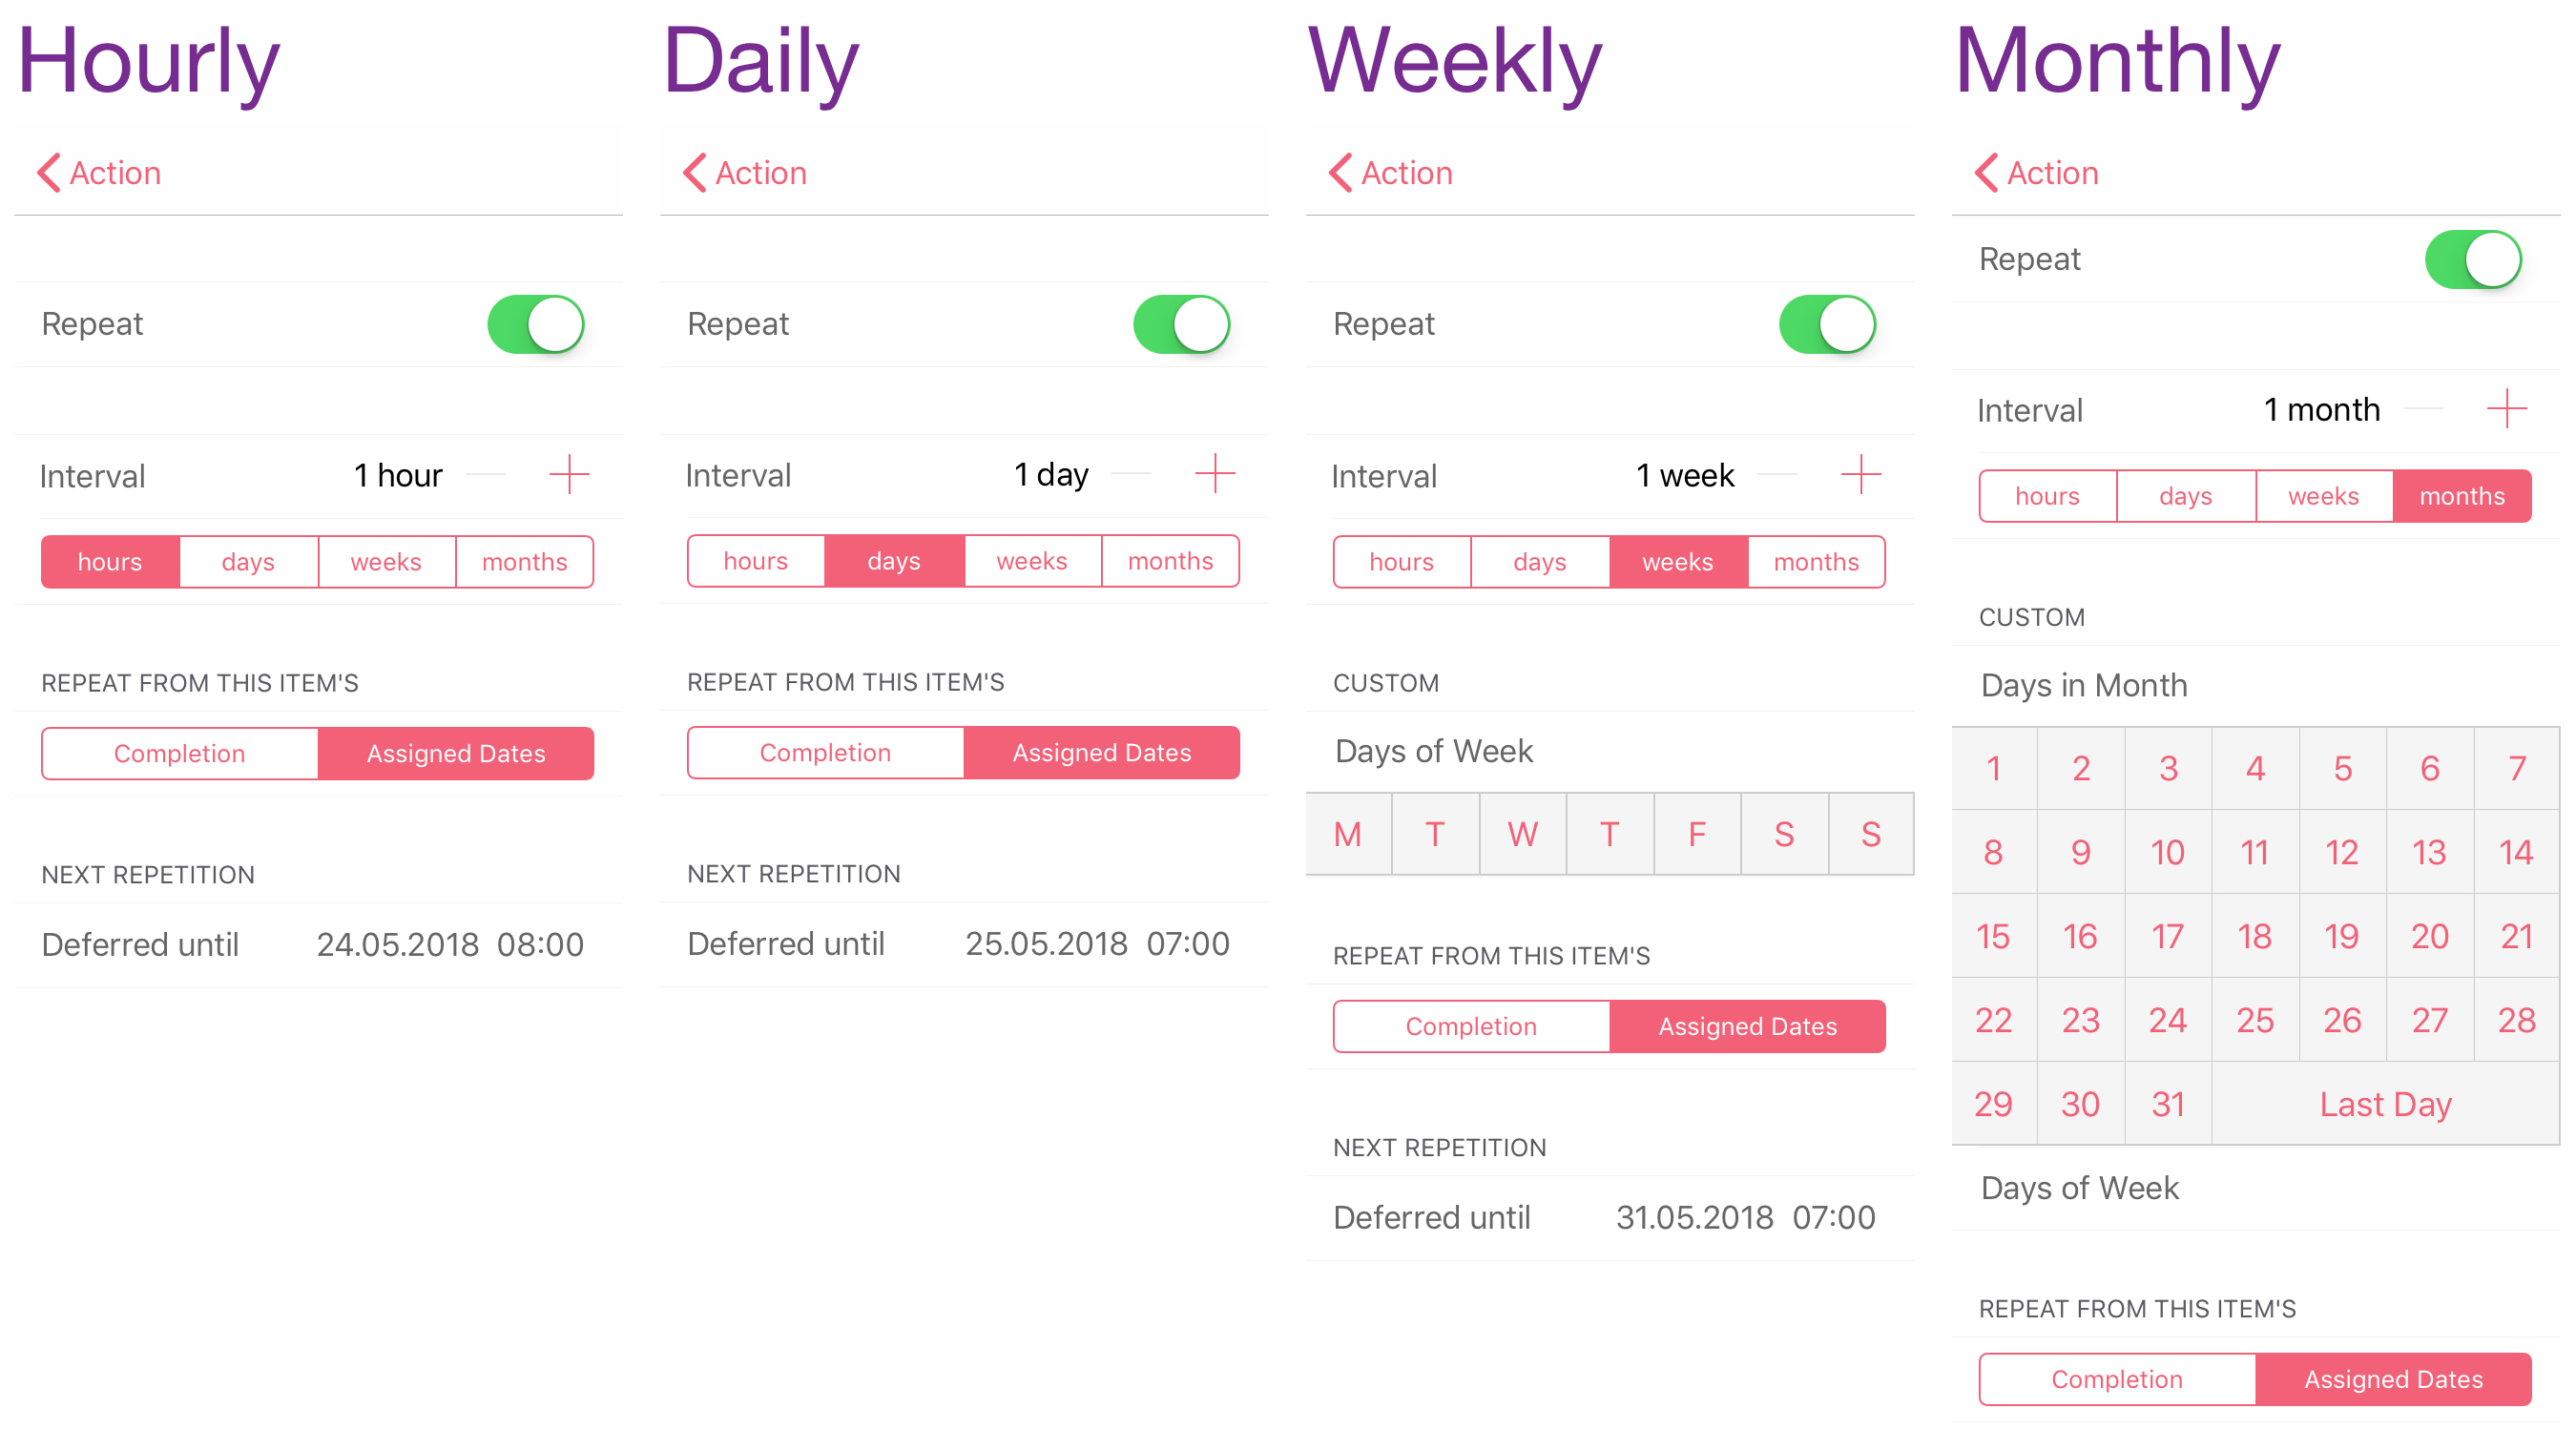 Hourly
Action
Repeat
Interval 1 hour
hours days weeks months
REPEAT FROM THIS ITEM'S
Completion Assigned Dates
NEXT REPETITION
Deferred until 24.05.2018 08:00
Daily
Action
Repeat
Interval 1 day
hours days weeks months
REPEAT FROM THIS ITEM'S
Completion Assigned Dates
NEXT REPETITION
Deferred until 25.05.2018 07:00
Weekly
Action
Repeat
Interval 1 week
hours days weeks months
CUSTOM
Days of Week
M T W T F S S
REPEAT FROM THIS ITEM'S
Completion Assigned Dates
NEXT REPETITION
Deferred until 31.05.2018 07:00
Monthly
Action
Repeat
Interval 1 month
hours days weeks months
CUSTOM
Days in Month
1 2 3 4 5 6 7
8 9 10 11 12 13 14
15 16 17 18 19 20 21
22 23 24 25 26 27 28
29 30 31 Last Day
Days of Week
REPEAT FROM THIS ITEM'S
Completion Assigned Dates